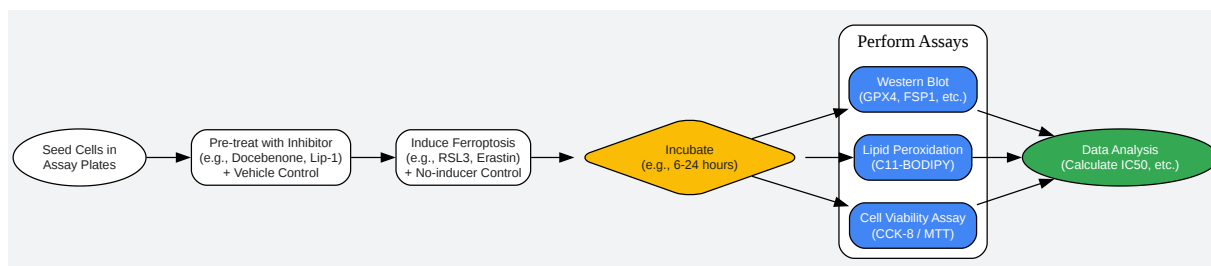 Seed Cells in
Assay Plates
Pre-treat with Inhibitor
(e.g., Docebenone, Lip-1)
+ Vehicle Control
Induce Ferroptosis
(e.g., RSL3, Erastin)
+ No-inducer Control
Incubate
(e.g., 6-24 hours)
Perform Assays
Western Blot
(GPX4, FSP1, etc.)
Lipid Peroxidation
(C11-BODIPY)
Cell Viability Assay
(CCK-8 / MTT)
Data Analysis
(Calculate IC50, etc.)